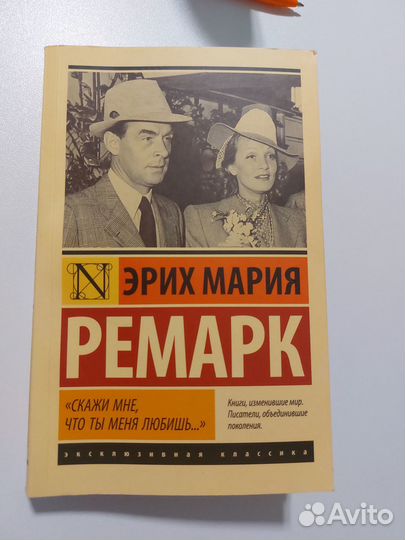 N
ЭРИХ МАРИЯ
РЕМАРК
«СКАЖИ МНЕ,
ЧТО ТЫ МЕНЯ ЛЮБИШЬ...»
Книги, изменившие мир.
Писатели, объединившие
поколения.
эксклюзивная классика
Avito